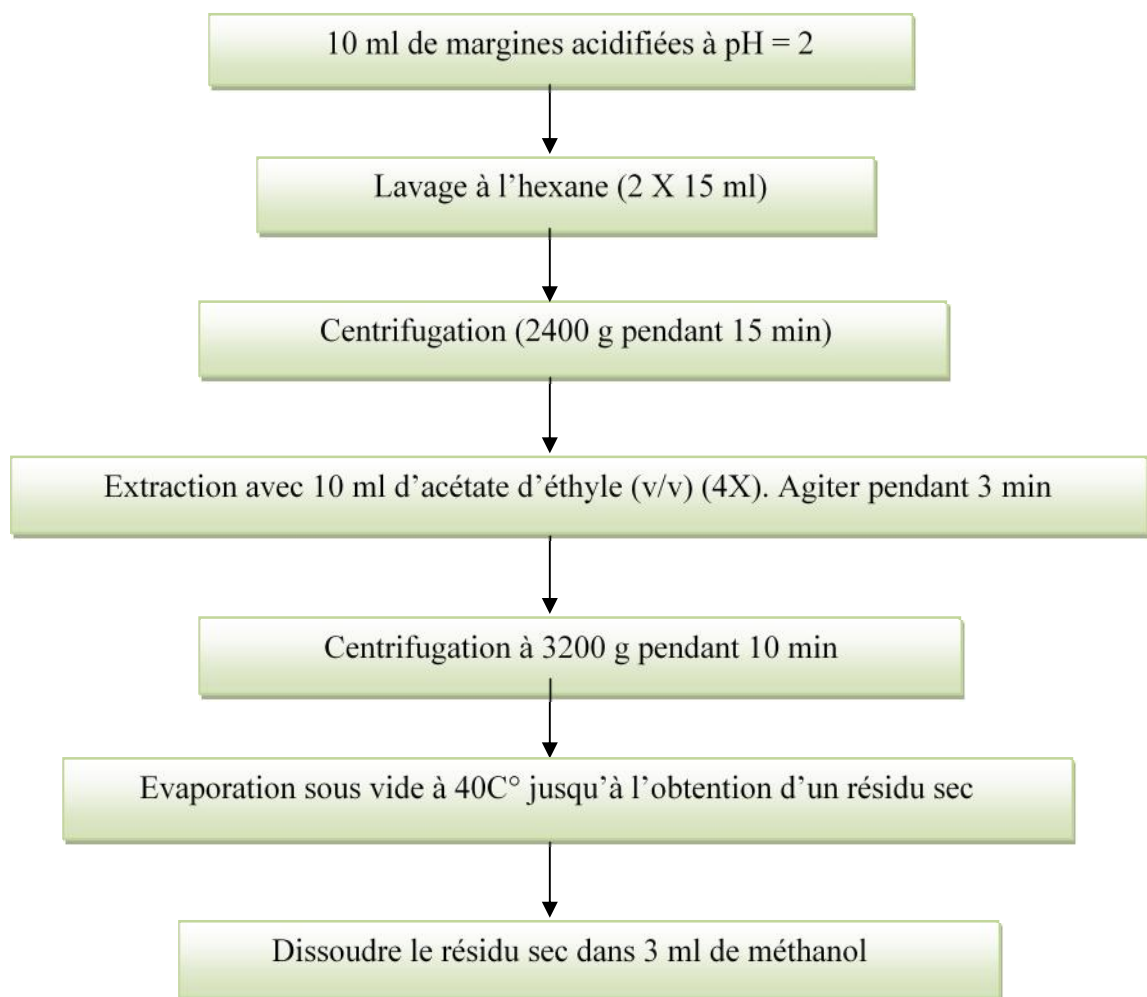 10 ml de margines acidifiées à pH = 2
Lavage à l’hexane (2 X 15 ml)
Centrifugation (2400 g pendant 15 min)
Extraction avec 10 ml d’acétate d’éthyle (v/v) (4X). Agiter pendant 3 min
Centrifugation à 3200 g pendant 10 min
Evaporation sous vide à 40C° jusqu’à l’obtention d’un résidu sec
Dissoudre le résidu sec dans 3 ml de méthanol